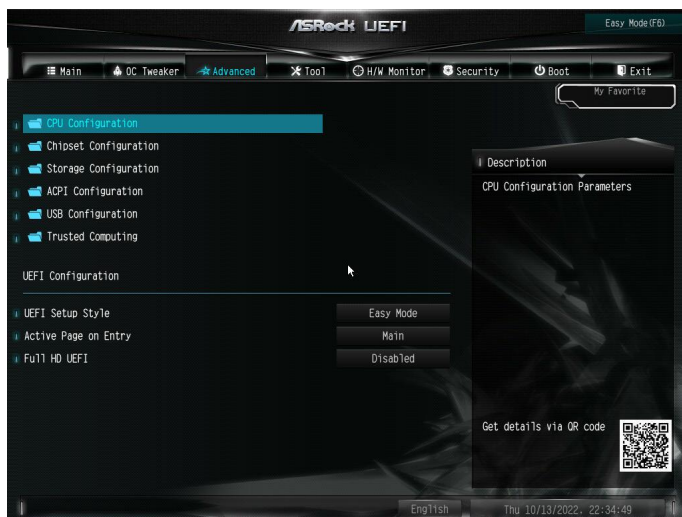 ASRock UEFI
Easy Mode(F6)
Main OC Tweaker Advanced Tool H/W Monitor Security Boot Exit
My Favorite
CPU Configuration
Chipset Configuration
Storage Configuration
ACPI Configuration
USB Configuration
Trusted Computing
Description
CPU Configuration Parameters
UEFI Configuration
UEFI Setup Style Easy Mode
Active Page on Entry Main
Full HD UEFI Disabled
Get details via QR code
English Thu 10/13/2022. 22:34:49